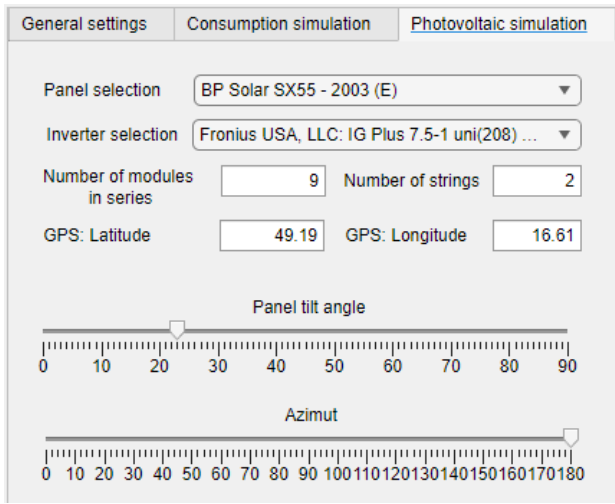 General settings Consumption simulation Photovoltaic simulation
Panel selection BP Solar SX55 - 2003 (E)
Inverter selection Fronius USA, LLC: IG Plus 7.5-1 uni(208) ...
Number of modules in series 9 Number of strings 2
GPS: Latitude 49.19 GPS: Longitude 16.61
Panel tilt angle
0 10 20 30 40 50 60 70 80 90
Azimut
0 10 20 30 40 50 60 70 80 90 100 110 120 130 140 150 160 170 180